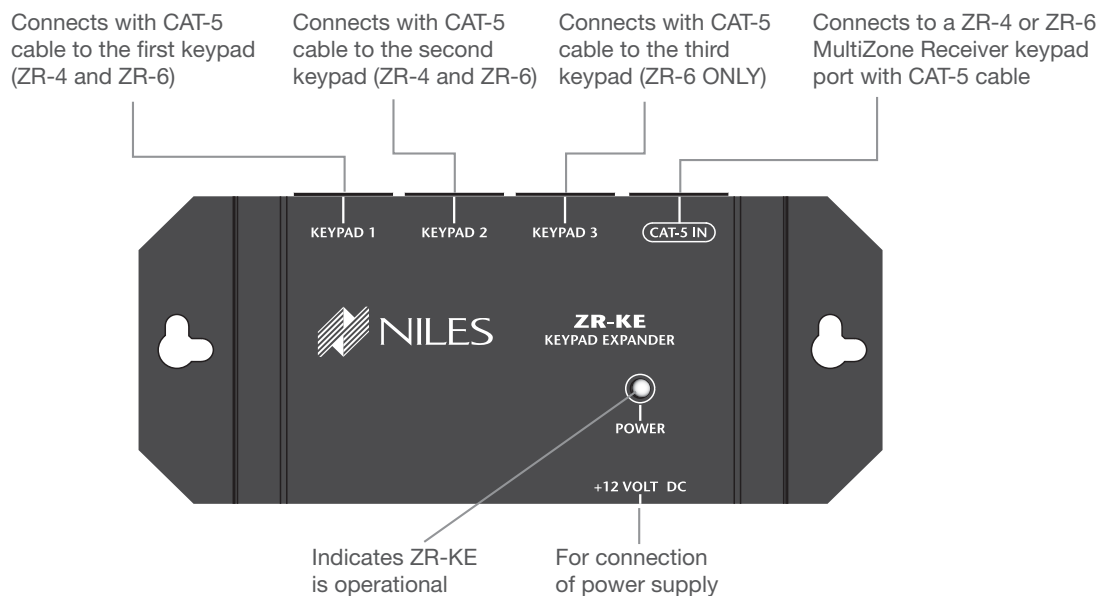 Connects with CAT-5
cable to the first keypad
(ZR-4 and ZR-6)
Connects with CAT-5
cable to the second
keypad (ZR-4 and ZR-6)
Connects with CAT-5
cable to the third
keypad (ZR-6 ONLY)
Connects to a ZR-4 or ZR-6
MultiZone Receiver keypad
port with CAT-5 cable
KEYPAD 1
KEYPAD 2
KEYPAD 3
CAT-5 IN
NILES
ZR-KE
KEYPAD EXPANDER
POWER
+12 VOLT DC
Indicates ZR-KE
is operational
For connection
of power supply